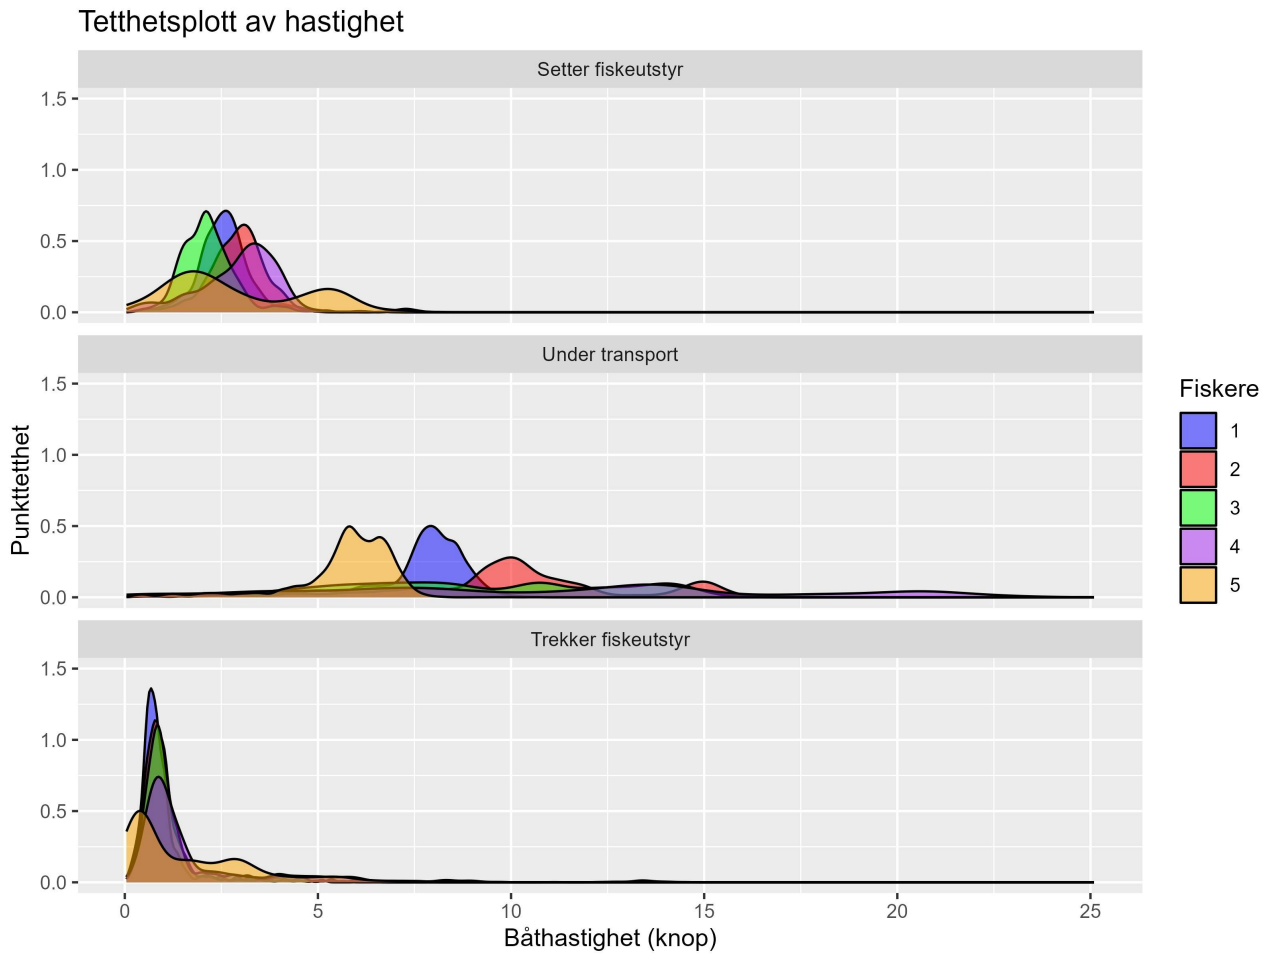 Tetthetsplott av hastighet
Setter fiskeutstyr
1.5
1.0
0.5
0.0
Under transport
1.5
1.0
0.5
0.0
Trekker fiskeutstyr
1.5
1.0
0.5
0.0
0 5 10 15 20 25
Båthastighet (knop)
Punkttetthet
Fiskere
1
2
3
4
5